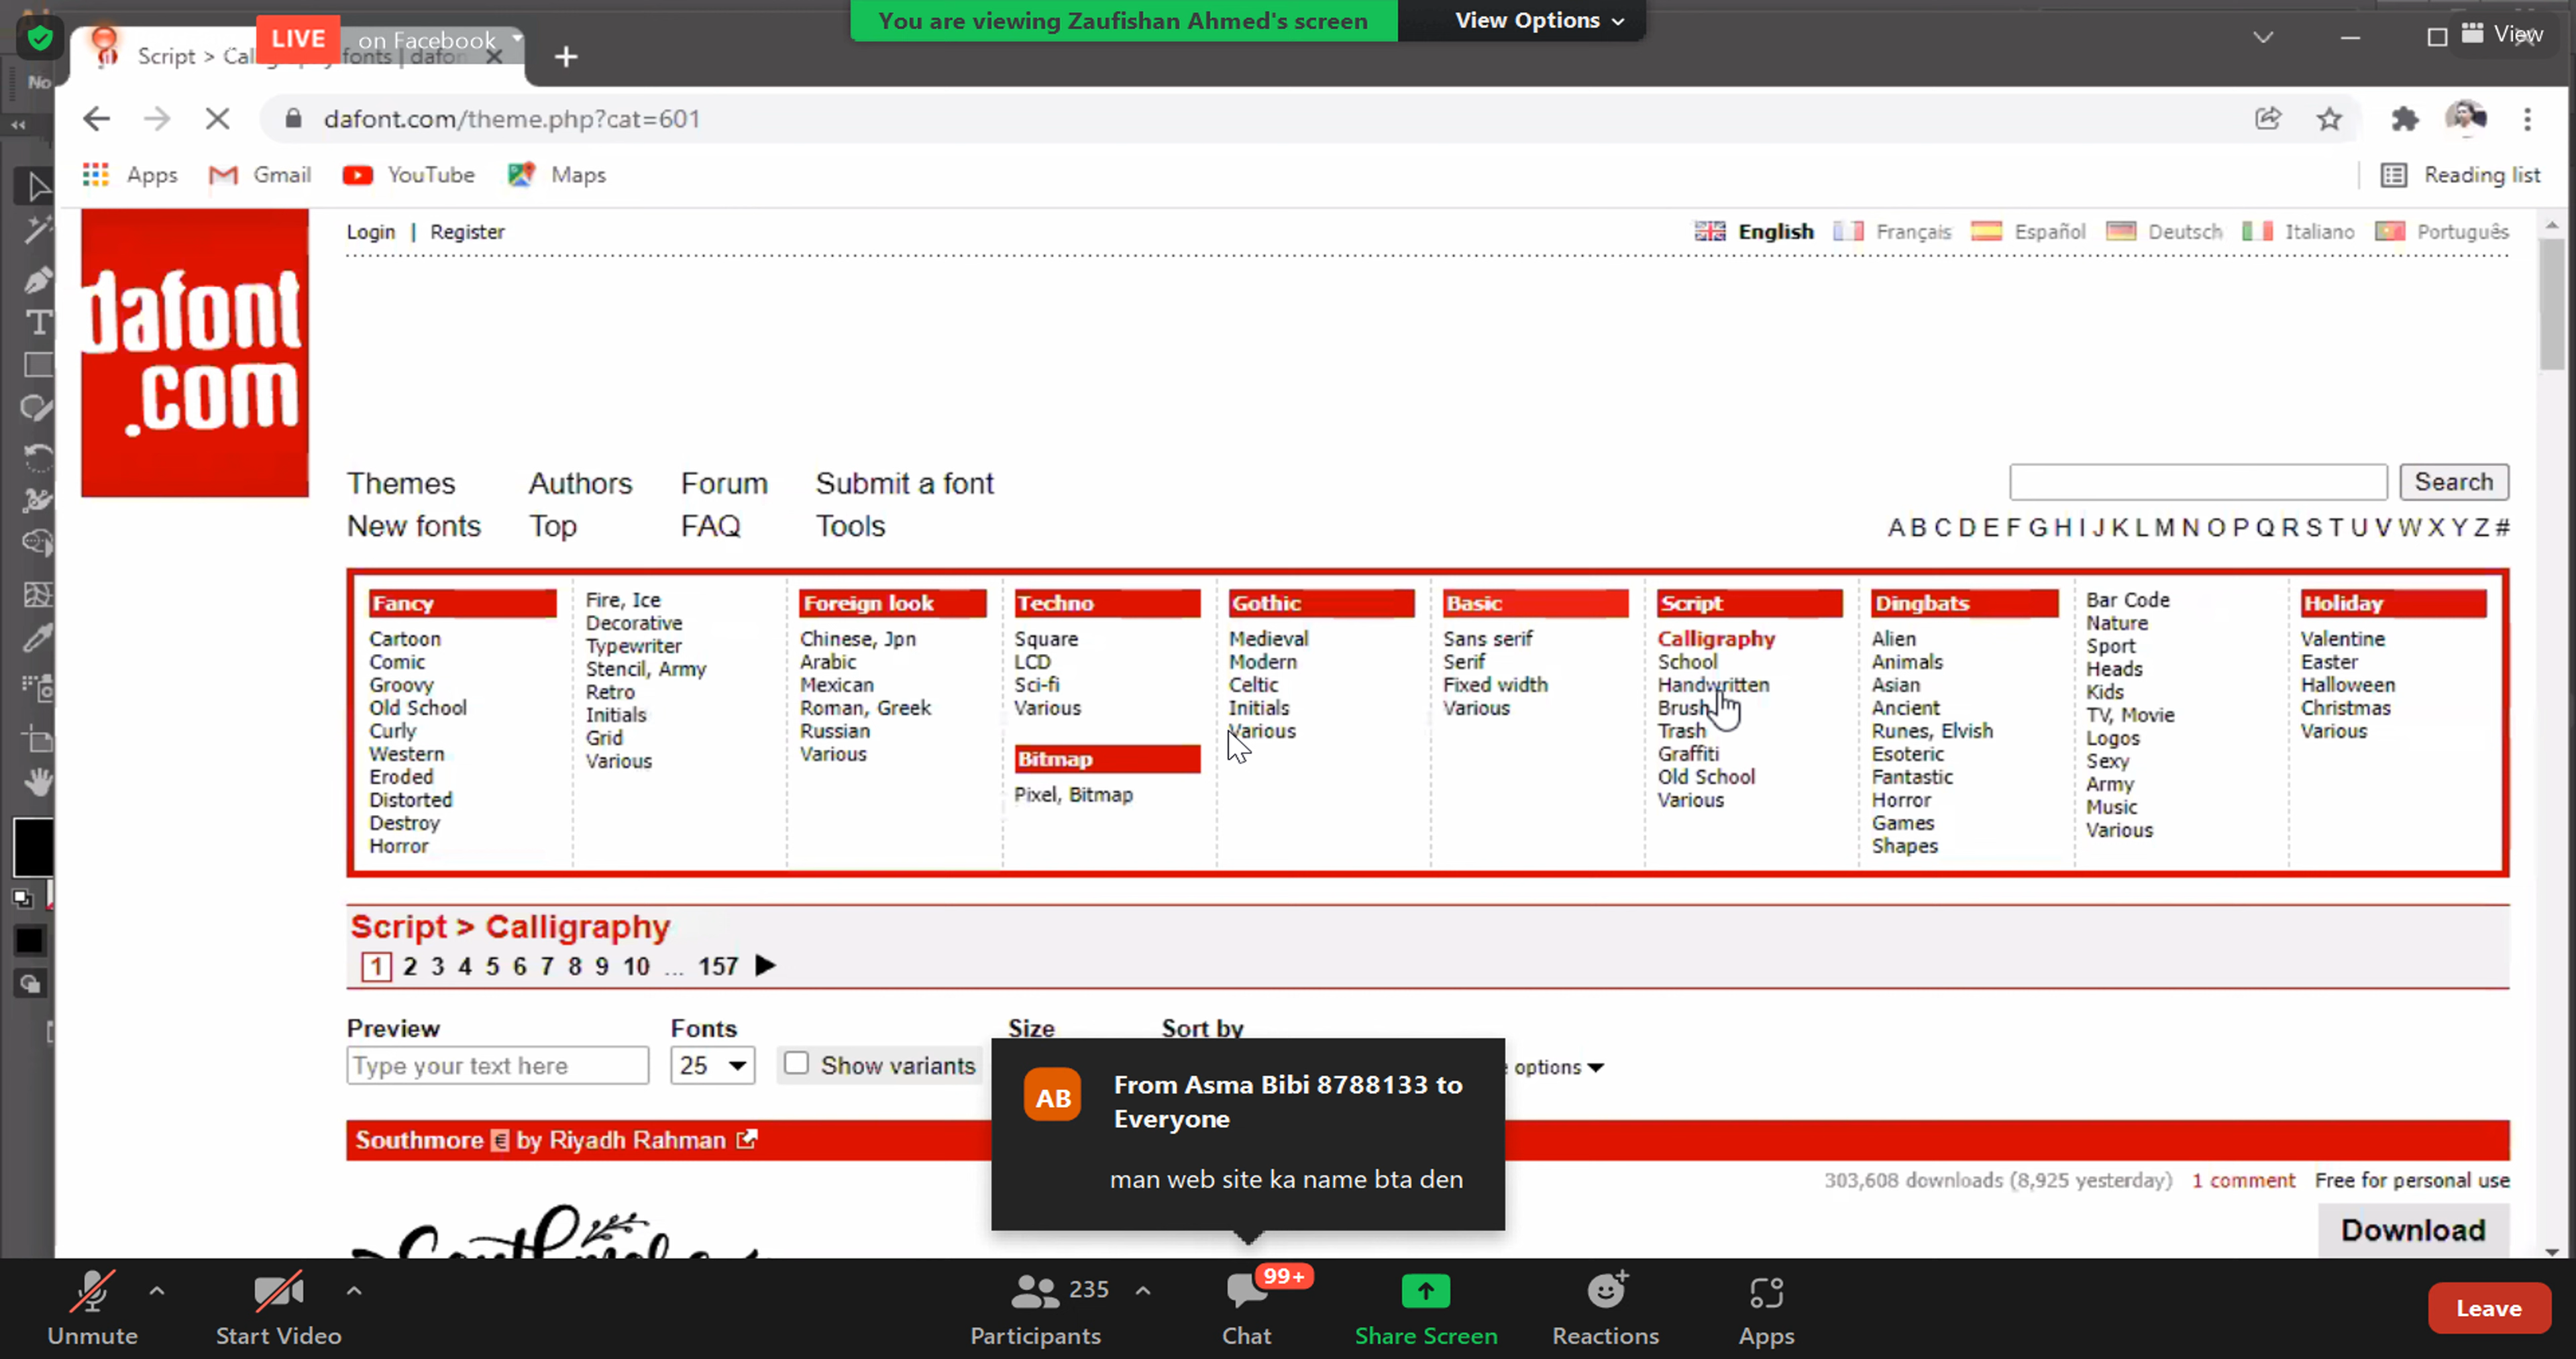 You are viewing Zaufishan Ahmed's screen
View Options
View
LIVE on Facebook
Script >
No
dafont.com/theme.php?cat=601
Apps
Gmail
YouTube
Maps
Reading list
dafont
.com
Login | Register
English
Français
Español
Deutsch
Italiano
Português
Themes
Authors
Forum
Submit a font
New fonts
Top
FAQ
Tools
Search
A B C D E F G H I J K L M N O P Q R S T U V W X Y Z #
Fancy
Cartoon
Comic
Groovy
Old School
Curly
Western
Eroded
Distorted
Destroy
Horror
Fire, Ice
Decorative
Typewriter
Stencil, Army
Retro
Initials
Grid
Various
Foreign look
Chinese, Jpn
Arabic
Mexican
Roman, Greek
Russian
Various
Techno
Square
LCD
Sci-fi
Various
Bitmap
Pixel, Bitmap
Gothic
Medieval
Modern
Celtic
Initials
Various
Basic
Sans serif
Serif
Fixed width
Various
Script
Calligraphy
School
Handwritten
Brush
Trash
Graffiti
Old School
Various
Dingbats
Alien
Animals
Asian
Ancient
Runes, Elvish
Esoteric
Fantastic
Horror
Games
Shapes
Bar Code
Nature
Sport
Heads
Kids
TV, Movie
Logos
Sexy
Army
Music
Various
Holiday
Valentine
Easter
Halloween
Christmas
Various
Script > Calligraphy
1 2 3 4 5 6 7 8 9 10 ... 157
Preview
Fonts
Size
Sort by
Type your text here
25
Show variants
options
Southmore € by Riyadh Rahman
303,608 downloads (8,925 yesterday) 1 comment Free for personal use
Download
AB
From Asma Bibi 8788133 to
Everyone
man web site ka name bta den
Unmute
Start Video
235
Participants
99+
Chat
Share Screen
Reactions
Apps
Leave